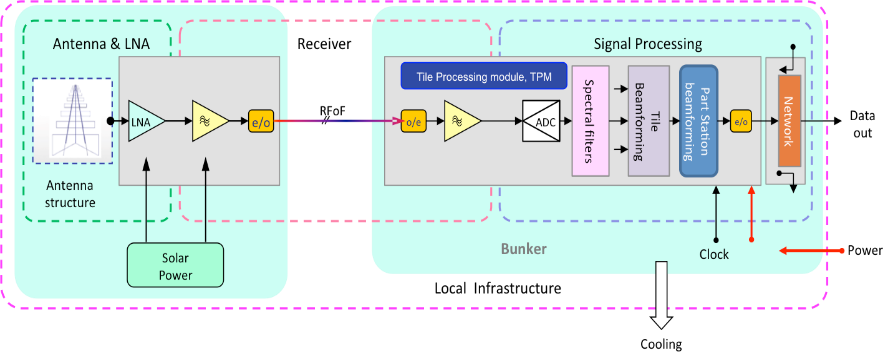 Antenna & LNA
Receiver
Signal Processing
Tile Processing module, TPM
LNA
≈
e/o
RFoF
o/e
≈
ADC
Spectral filters
Tile
Beamforming
Part Station
beamforming
e/o
Network
Data
out
Antenna
structure
Solar
Power
Clock
Power
Bunker
Local Infrastructure
Cooling